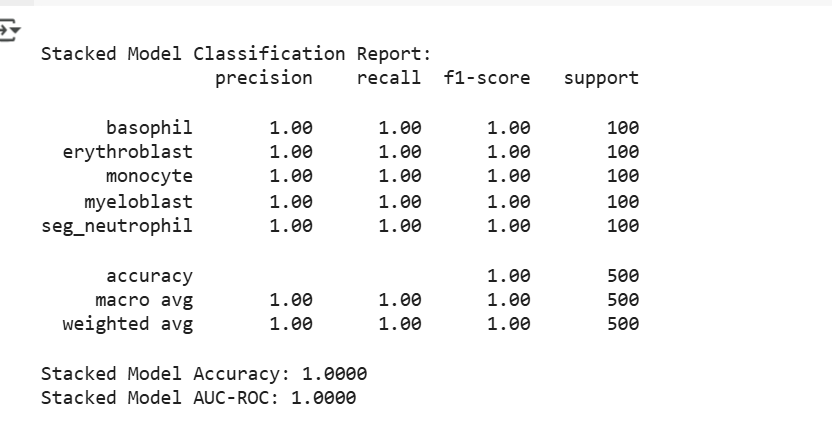 Stacked Model Classification Report:
precision recall f1-score support
basophil 1.00 1.00 1.00 100
erythroblast 1.00 1.00 1.00 100
monocyte 1.00 1.00 1.00 100
myeloblast 1.00 1.00 1.00 100
seg_neutrophil 1.00 1.00 1.00 100
accuracy 1.00 500
macro avg 1.00 1.00 1.00 500
weighted avg 1.00 1.00 1.00 500
Stacked Model Accuracy: 1.0000
Stacked Model AUC-ROC: 1.0000